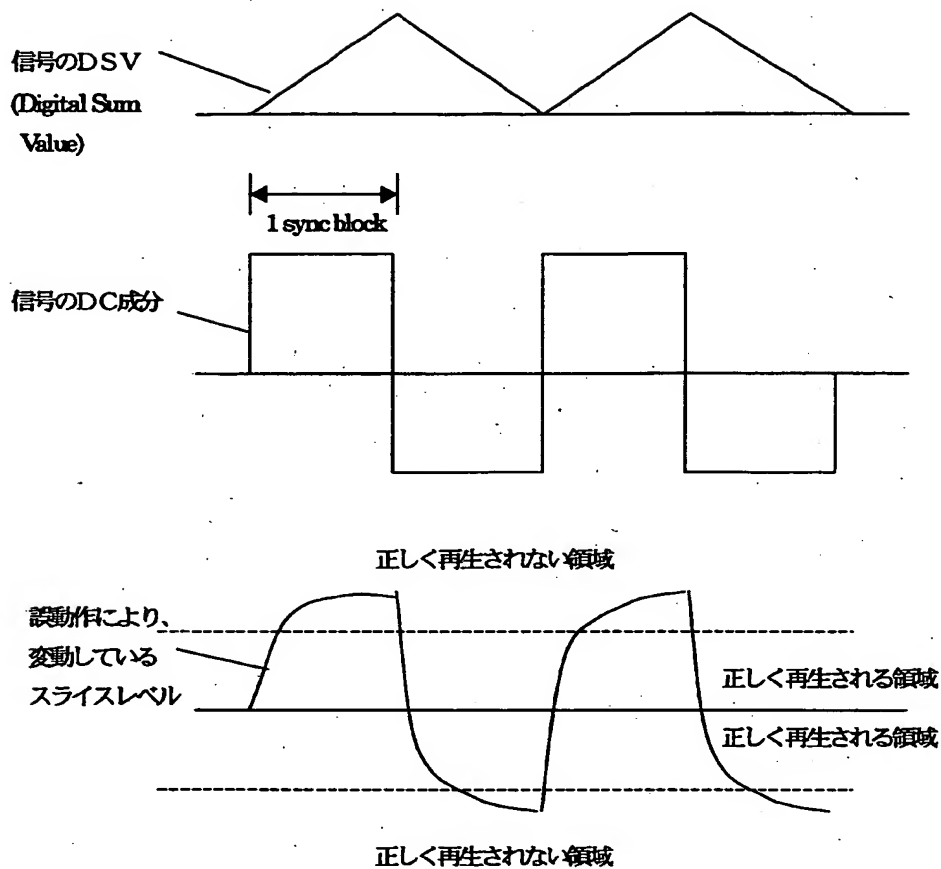 信号のDSV
(Digital Sum
Value)
1 sync block
信号のDC成分
正しく再生されない領域
誤動作により、
変動している
スライスレベル
正しく再生される領域
正しく再生される領域
正しく再生されない領域